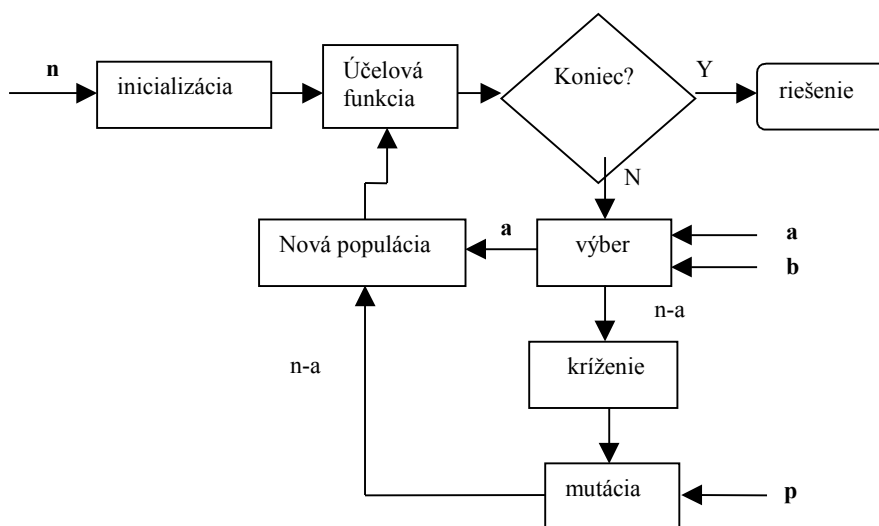 n
inicializácia
Účelová
funkcia
Koniec?
Y
riešenie
N
Nová populácia
a
výber
a
b
n-a
kríženie
n-a
mutácia
p